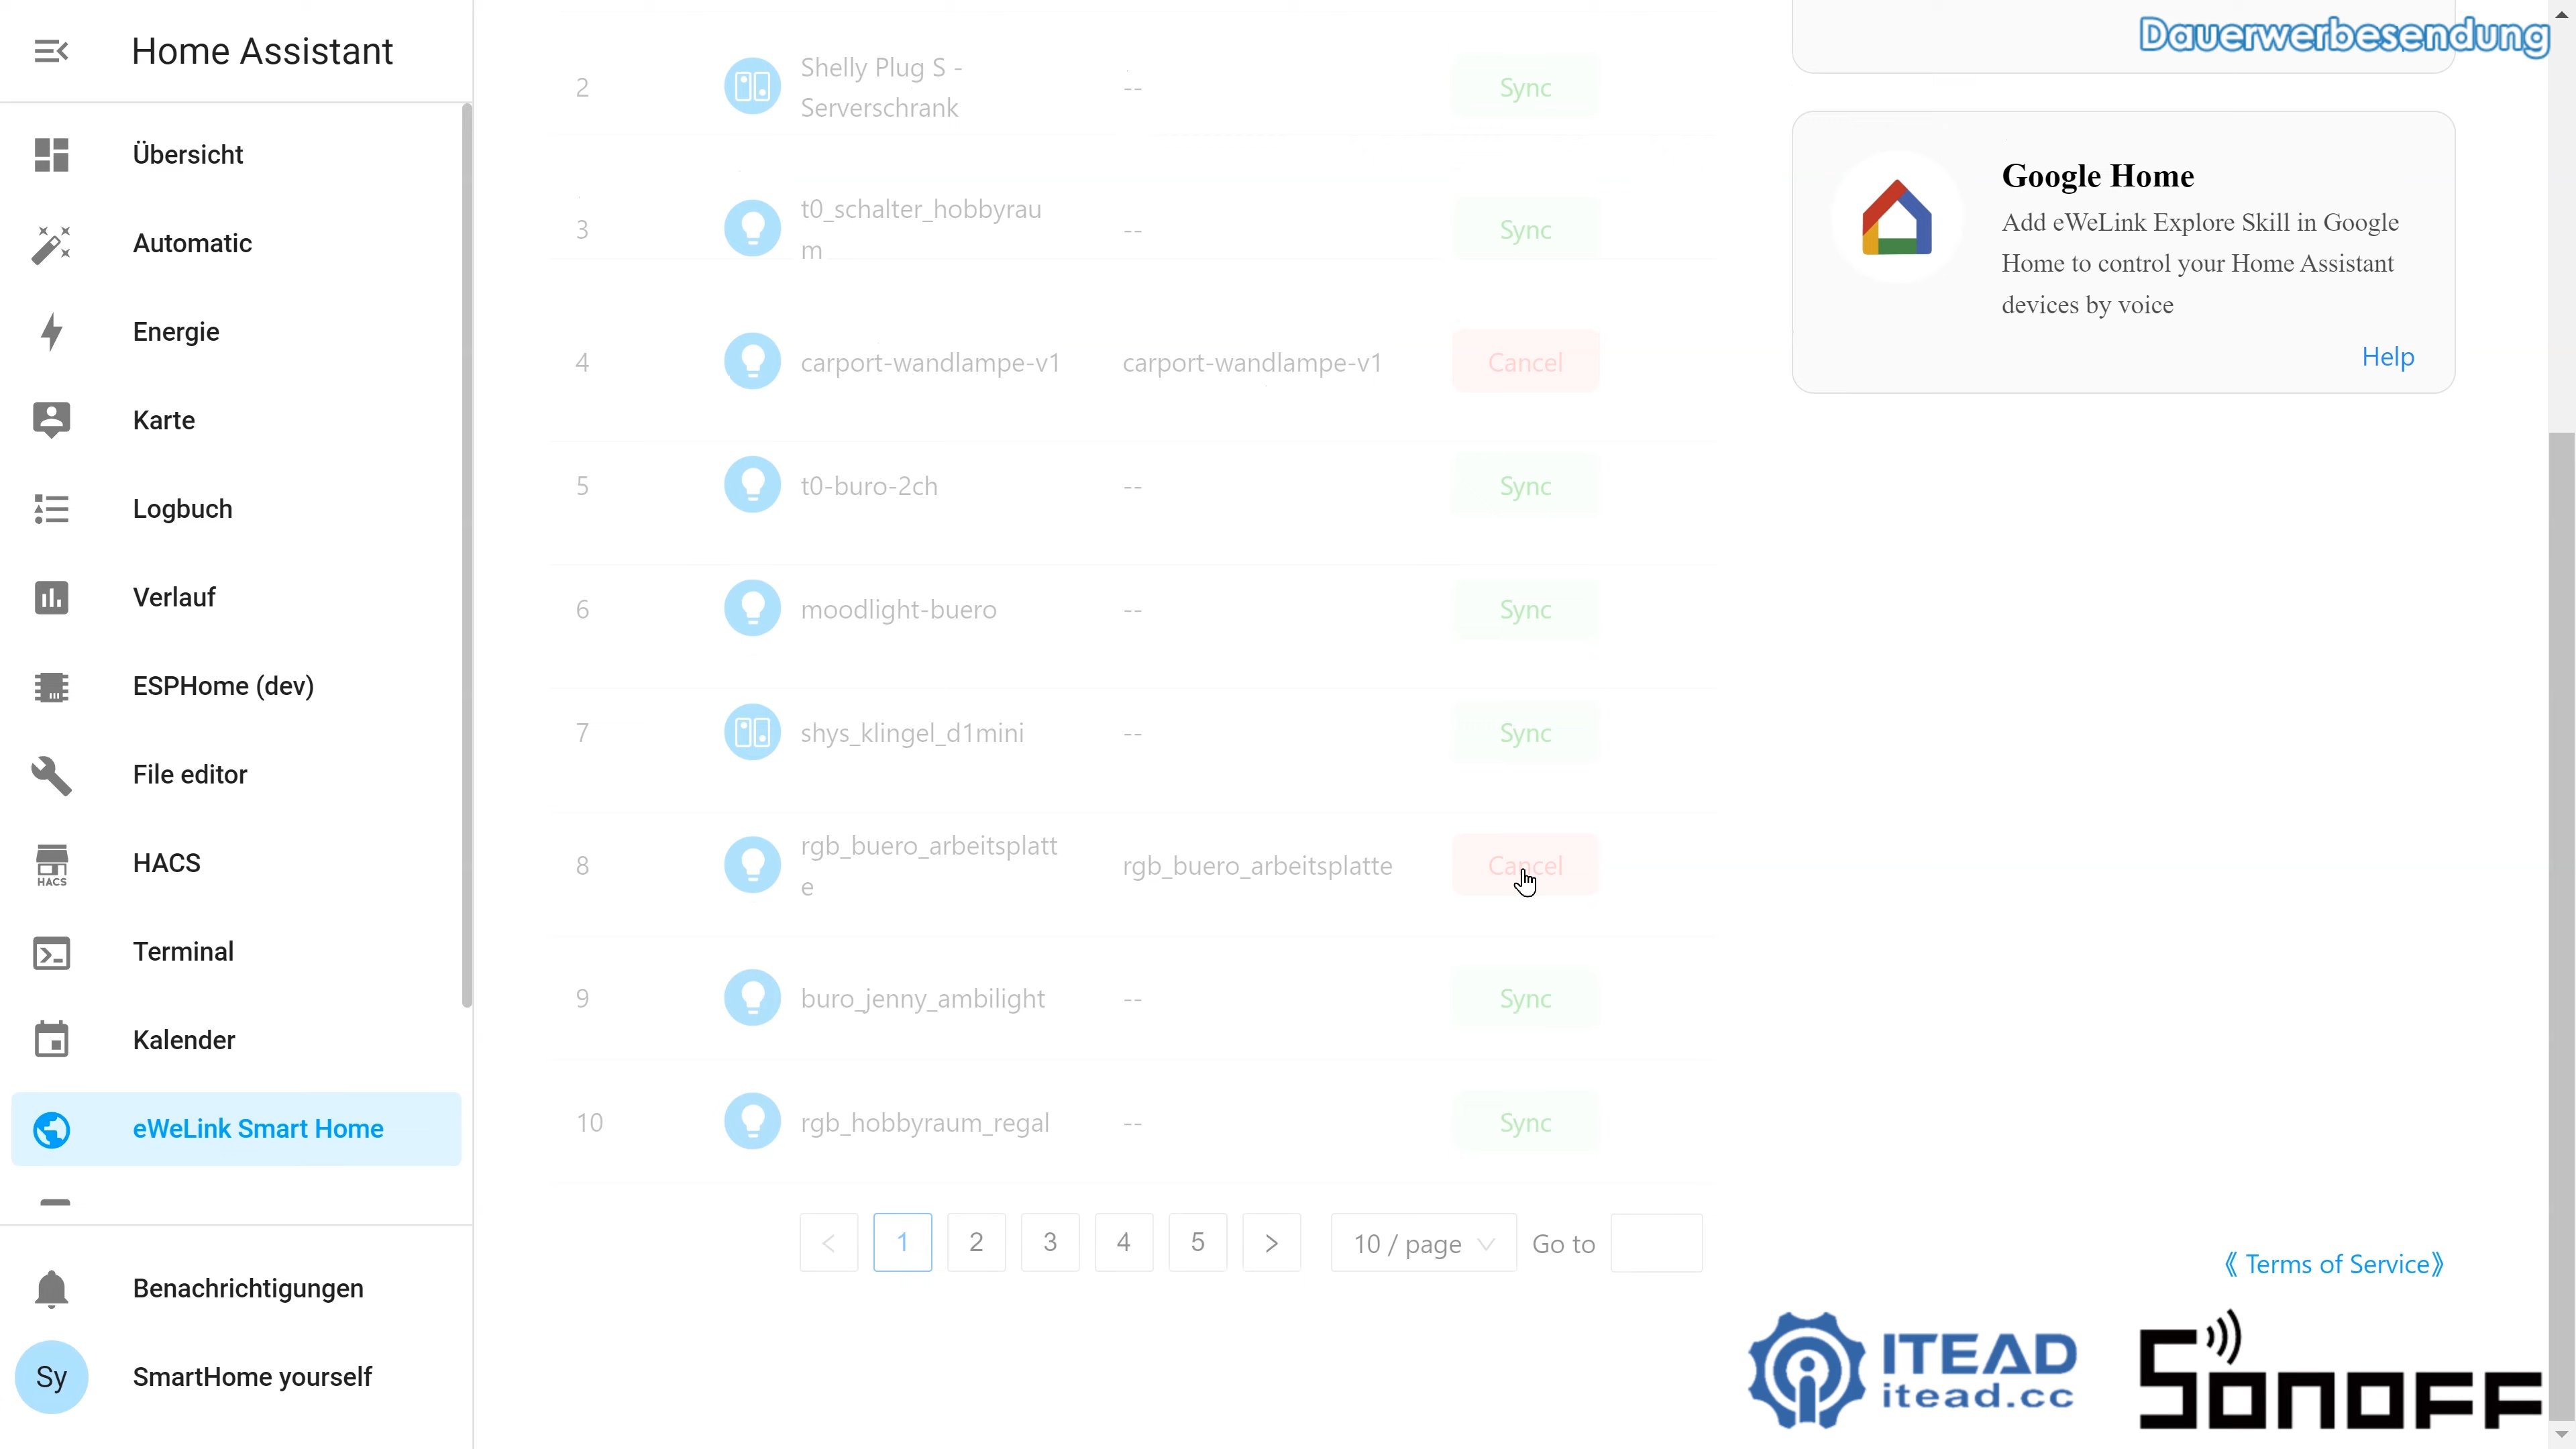 Home Assistant
Übersicht
Automatic
Energie
Karte
Logbuch
Verlauf
ESPHome (dev)
File editor
HACS
HACS
Terminal
Kalender
eWeLink Smart Home
Benachrichtigungen
Sy
SmartHome yourself
2
Shelly Plug S -
Serverschrank
--
Sync
3
t0_schalter_hobbyrau
m
--
Sync
4
carport-wandlampe-v1
carport-wandlampe-v1
Cancel
5
t0-buro-2ch
--
Sync
6
moodlight-buero
--
Sync
7
shys_klingel_d1mini
--
Sync
8
rgb_buero_arbeitsplatt
e
rgb_buero_arbeitsplatte
Cancel
9
buro_jenny_ambilight
--
Sync
10
rgb_hobbyraum_regal
--
Sync
< 1 2 3 4 5 >
10 / page
Go to
Dauerwerbesendung
Google Home
Add eWeLink Explore Skill in Google
Home to control your Home Assistant
devices by voice
Help
《 Terms of Service》
ITEAD
itead.cc
SONOFF